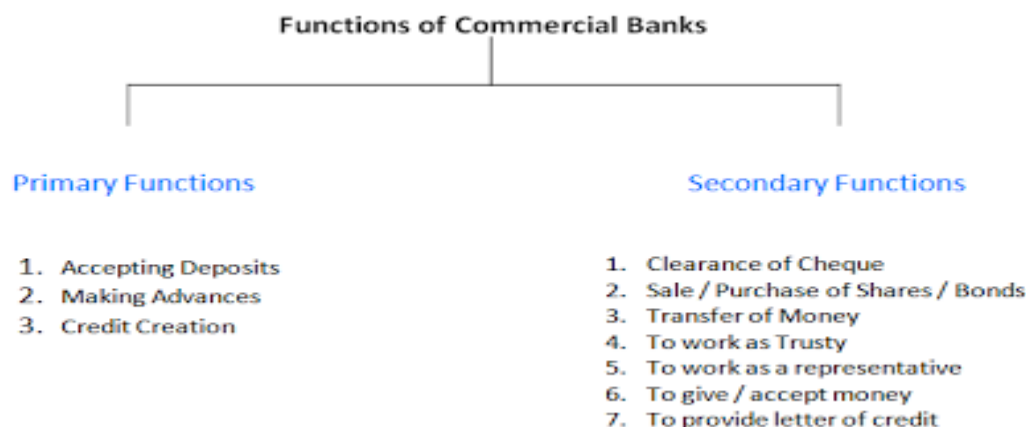 Functions of Commercial Banks
Primary Functions
1. Accepting Deposits
2. Making Advances
3. Credit Creation
Secondary Functions
1. Clearance of Cheque
2. Sale / Purchase of Shares / Bonds
3. Transfer of Money
4. To work as Trusty
5. To work as a representative
6. To give / accept money
7. To provide letter of credit